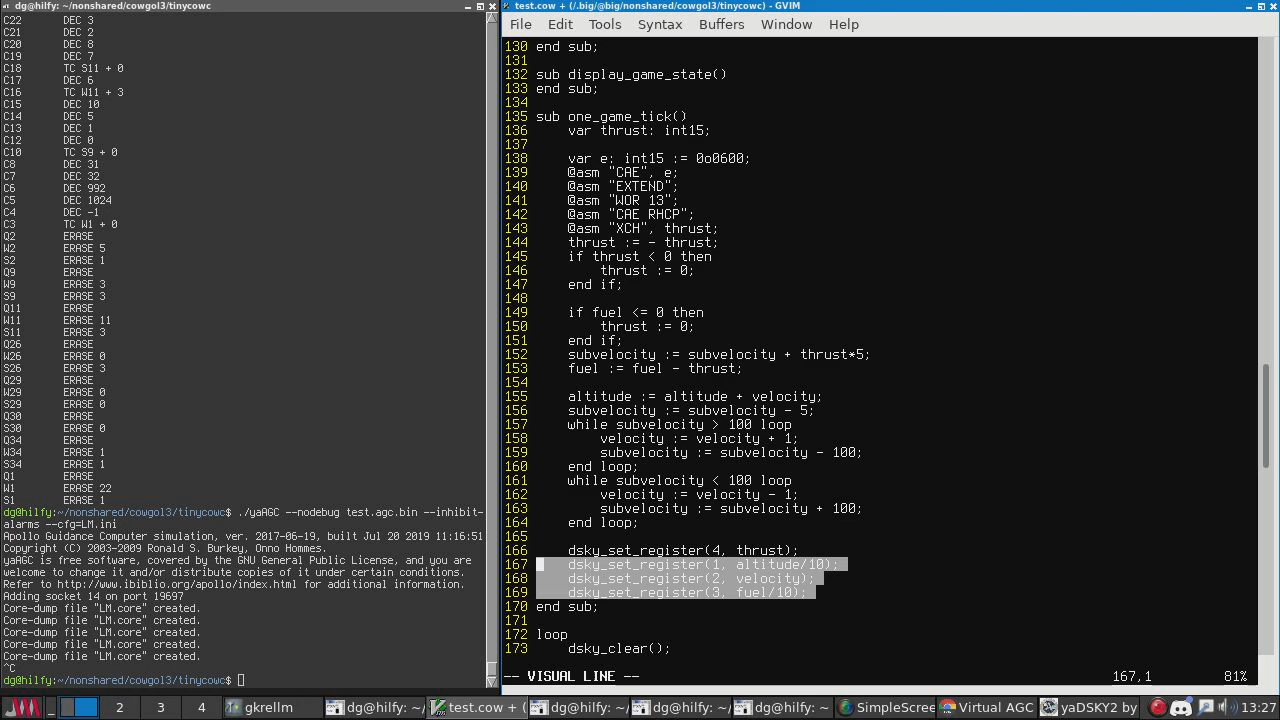 dg@hilfy: ~/nonshared/cowgol3/tinycowc
C22 DEC 3
C21 DEC 2
C20 DEC 8
C19 DEC 7
C18 TC S11 + 0
C17 DEC 6
C16 TC W11 + 3
C15 DEC 10
C14 DEC 5
C13 DEC 1
C12 DEC 0
C10 TC S9 + 0
C8 DEC 31
C7 DEC 32
C6 DEC 992
C5 DEC 1024
C4 DEC -1
C3 TC W1 + 0
Q2 ERASE
W2 ERASE 5
S2 ERASE 1
Q9 ERASE
W9 ERASE 3
S9 ERASE 3
Q11 ERASE
W11 ERASE 11
S11 ERASE 3
Q26 ERASE
W26 ERASE 0
S26 ERASE 3
Q29 ERASE
W29 ERASE 0
S29 ERASE 0
Q30 ERASE
S30 ERASE 0
Q34 ERASE
W34 ERASE 1
S34 ERASE 1
Q1 ERASE
W1 ERASE 22
S1 ERASE 1
dg@hilfy:~/nonshared/cowgol3/tinycowc$ ./yaAGC --nodebug test.agc.bin --inhibit-
alarms --cfg=LM.ini
Apollo Guidance Computer simulation, ver. 2017-06-19, built Jul 20 2019 11:16:51
Copyright (C) 2003-2009 Ronald S. Burkey, Onno Hommes.
yaAGC is free software, covered by the GNU General Public License, and you are
welcome to change it and/or distribute copies of it under certain conditions.
Refer to http://www.ibiblio.org/apollo/index.html for additional information.
Adding socket 14 on port 19697
Core-dump file "LM.core" created.
Core-dump file "LM.core" created.
Core-dump file "LM.core" created.
Core-dump file "LM.core" created.
Core-dump file "LM.core" created.
^C
dg@hilfy:~/nonshared/cowgol3/tinycowc$
test.cow + (/.big/@big/nonshared/cowgol3/tinycowc) - GVIM
File Edit Tools Syntax Buffers Window Help
130 end sub;
131
132 sub display_game_state()
133 end sub;
134
135 sub one_game_tick()
136 var thrust: int15;
137
138 var e: int15 := 0o0600;
139 @asm "CAE", e;
140 @asm "EXTEND";
141 @asm "WOR 13";
142 @asm "CAE RHCP";
143 @asm "XCH", thrust;
144 thrust := - thrust;
145 if thrust < 0 then
146 thrust := 0;
147 end if;
148
149 if fuel <= 0 then
150 thrust := 0;
151 end if;
152 subvelocity := subvelocity + thrust*5;
153 fuel := fuel - thrust;
154
155 altitude := altitude + velocity;
156 subvelocity := subvelocity - 5;
157 while subvelocity > 100 loop
158 velocity := velocity + 1;
159 subvelocity := subvelocity - 100;
160 end loop;
161 while subvelocity < 100 loop
162 velocity := velocity - 1;
163 subvelocity := subvelocity + 100;
164 end loop;
165
166 dsky_set_register(4, thrust);
167 dsky_set_register(1, altitude/10);
168 dsky_set_register(2, velocity);
169 dsky_set_register(3, fuel/10);
170 end sub;
171
172 loop
173 dsky_clear();
-- VISUAL LINE -- 167,1 81%
2 3 4 gkrellm dg@hilfy: ~/ test.cow + ( dg@hilfy: ~/ dg@hilfy: ~/ dg@hilfy: ~/ SimpleScree Virtual AGC yaDSKY2 by 13:27